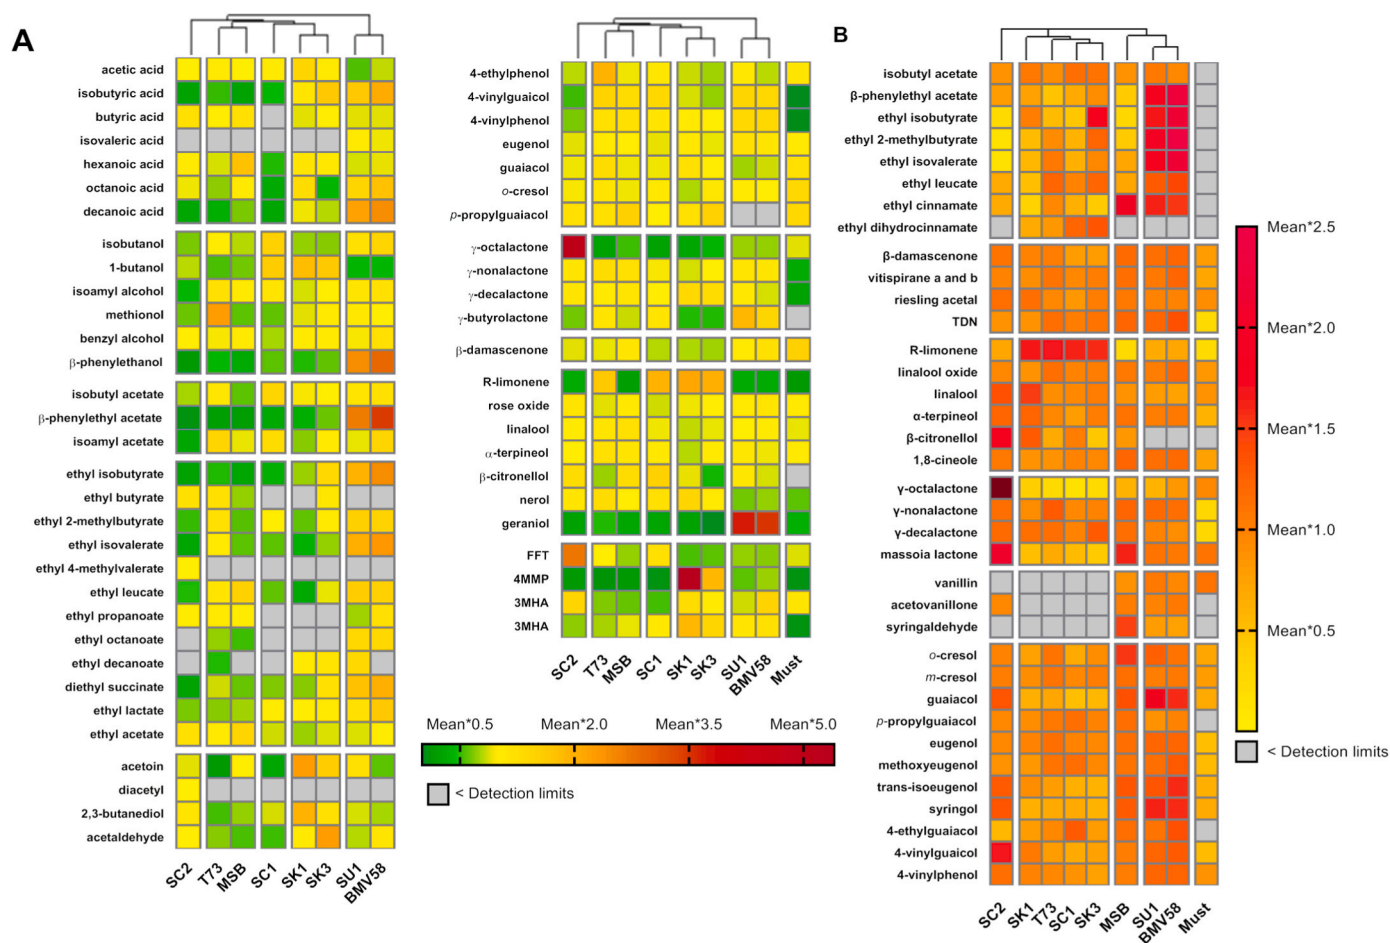 A
acetic acid
isobutyric acid
butyric acid
isovaleric acid
hexanoic acid
octanoic acid
decanoic acid
isobutanol
1-butanol
isoamyl alcohol
methionol
benzyl alcohol
β-phenylethanol
isobutyl acetate
β-phenylethyl acetate
isoamyl acetate
ethyl isobutyrate
ethyl butyrate
ethyl 2-methylbutyrate
ethyl isovalerate
ethyl 4-methylvalerate
ethyl leucate
ethyl propanoate
ethyl octanoate
ethyl decanoate
diethyl succinate
ethyl lactate
ethyl acetate
acetoin
diacetyl
2,3-butanediol
acetaldehyde
SC2 T73 MSB SC1 SK1 SK3 SU1 BMV58
4-ethylphenol
4-vinylguaicol
4-vinylphenol
eugenol
guaiacol
o-cresol
p-propylguaiacol
γ-octalactone
γ-nonalactone
γ-decalactone
γ-butyrolactone
β-damascenone
R-limonene
rose oxide
linalool
α-terpineol
β-citronellol
nerol
geraniol
FFT
4MMP
3MHA
3MHA
SC2 T73 MSB SC1 SK1 SK3 SU1 BMV58 Must
Mean*0.5 Mean*2.0 Mean*3.5 Mean*5.0
< Detection limits
B
isobutyl acetate
β-phenylethyl acetate
ethyl isobutyrate
ethyl 2-methylbutyrate
ethyl isovalerate
ethyl leucate
ethyl cinnamate
ethyl dihydrocinnamate
β-damascenone
vitispirane a and b
riesling acetal
TDN
R-limonene
linalool oxide
linalool
α-terpineol
β-citronellol
1,8-cineole
γ-octalactone
γ-nonalactone
γ-decalactone
massoia lactone
vanillin
acetovanillone
syringaldehyde
o-cresol
m-cresol
guaiacol
p-propylguaiacol
eugenol
methoxyeugenol
trans-isoeugenol
syringol
4-ethylguaiacol
4-vinylguaicol
4-vinylphenol
SC2 SK1 T73 SC1 SK3 MSB SU1 BMV58 Must
Mean*2.5
Mean*2.0
Mean*1.5
Mean*1.0
Mean*0.5
< Detection limits